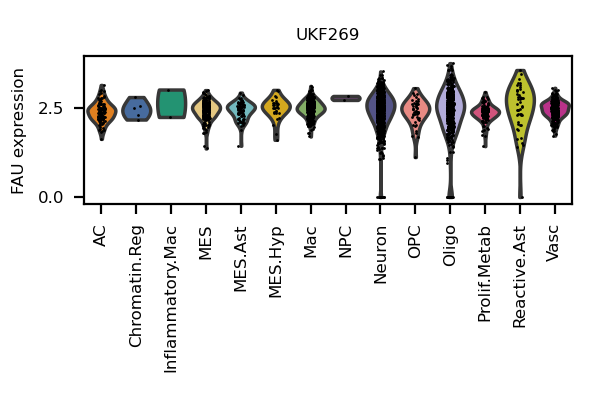 UKF269
FAU expression
2.5
0.0
AC
Chromatin.Reg
Inflammatory.Mac
MES
MES.Ast
MES.Hyp
Mac
NPC
Neuron
OPC
Oligo
Prolif.Metab
Reactive.Ast
Vasc